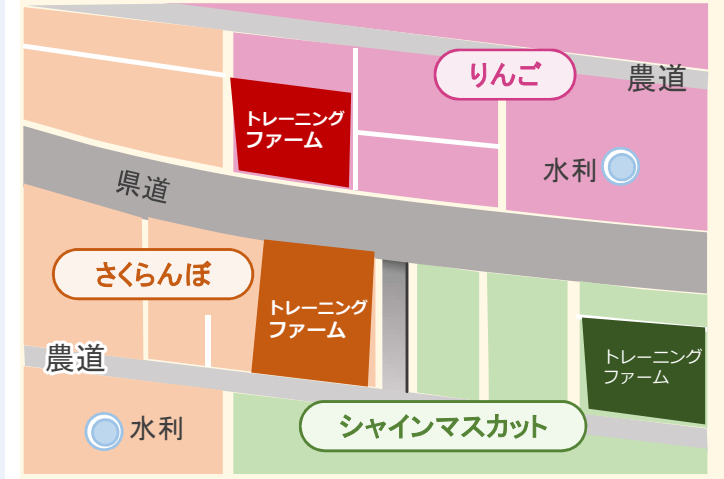 りんご
農道
トレーニング
ファーム
水利
県道
さくらんぼ
トレーニング
ファーム
農道
トレーニング
ファーム
シャインマスカット
水利